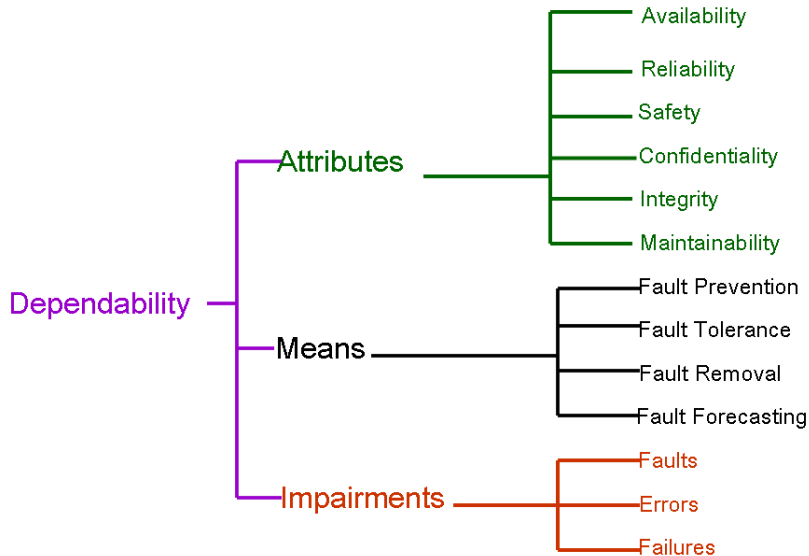 Dependability
Attributes
Availability
Reliability
Safety
Confidentiality
Integrity
Maintainability
Means
Fault Prevention
Fault Tolerance
Fault Removal
Fault Forecasting
Impairments
Faults
Errors
Failures